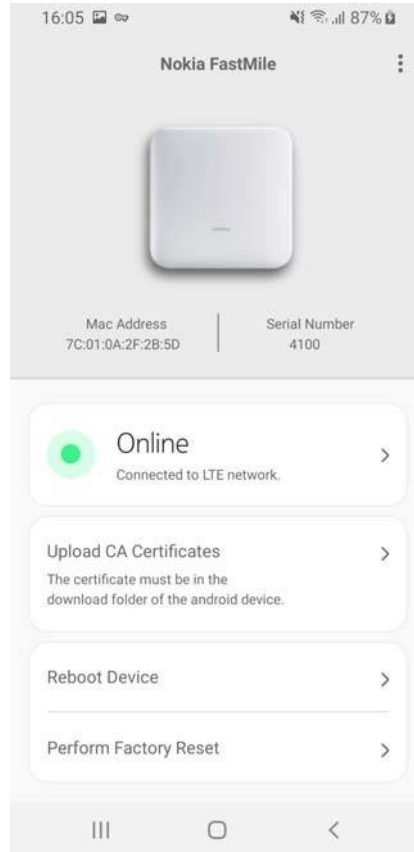 16:05 87%
Nokia FastMile
Mac Address Serial Number
7C:01:0A:2F:2B:5D 4100
Online
Connected to LTE network.
Upload CA Certificates
The certificate must be in the
download folder of the android device.
Reboot Device
Perform Factory Reset